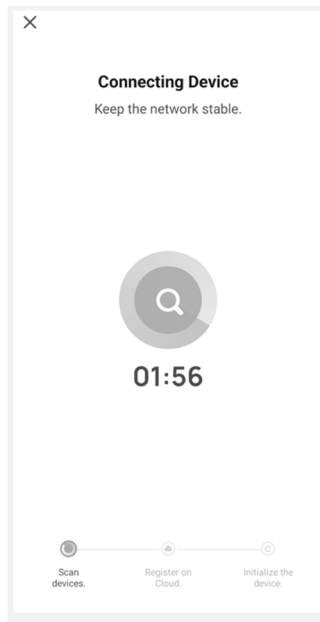 Connecting Device
Keep the network stable.
01:56
Scan
devices.
Register on
Cloud.
Initialize the
device.